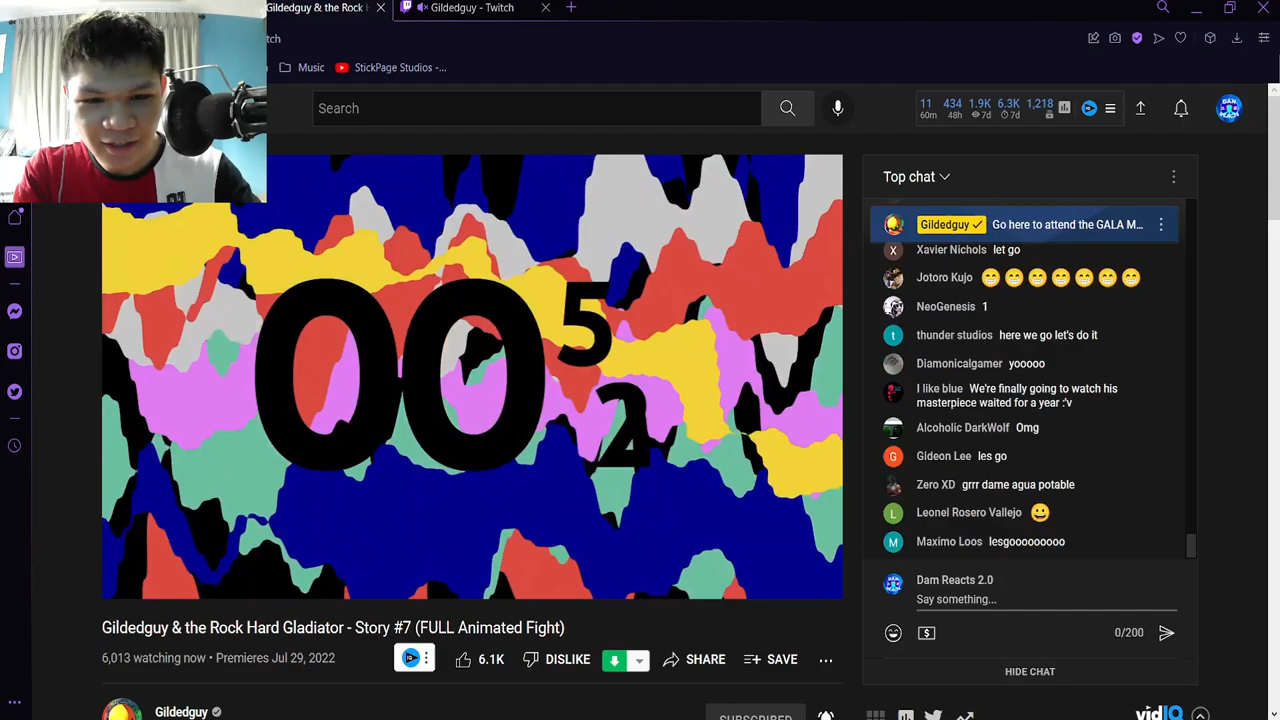 Gildedguy & the Rock H
Gildedguy - Twitch
tch
Music
StickPage Studios -...
Search
11 434 1.9K 6.3K 1,218
60m 48h 7d 7d
Top chat
Gildedguy Go here to attend the GALA M...
Xavier Nichols let go
Jotoro Kujo 😁😁😁😁😁😁😁
NeoGenesis 1
thunder studios here we go let's do it
Diamonicalgamer yooooo
I like blue We're finally going to watch his
masterpiece waited for a year :'v
Alcoholic DarkWolf Omg
Gideon Lee les go
Zero XD grrr dame agua potable
Leonel Rosero Vallejo 😀
Maximo Loos lesgooooooooo
Dam Reacts 2.0
Say something...
0/200
HIDE CHAT
00 5 2
Gildedguy & the Rock Hard Gladiator - Story #7 (FULL Animated Fight)
6,013 watching now • Premieres Jul 29, 2022
6.1K
DISLIKE
SHARE
SAVE
Gildedguy
SUBSCRIBED
vidIQ